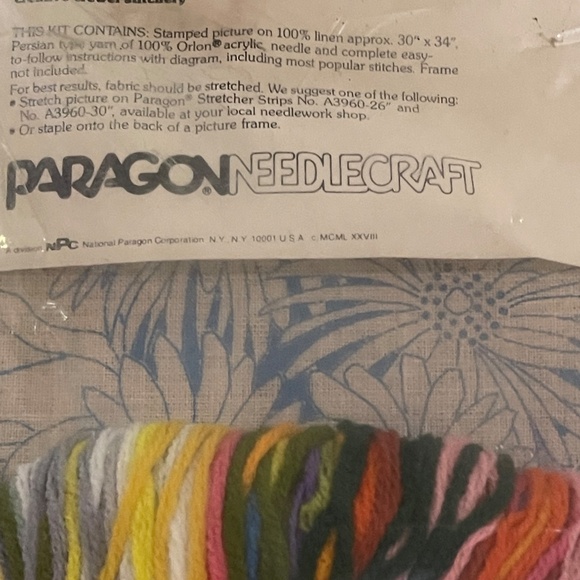 THIS KIT CONTAINS: Stamped picture on 100% linen approx. 30" x 34",
Persian type yarn of 100% Orlon® acrylic, needle and complete easy-
to-follow instructions with diagram, including most popular stitches. Frame
not included.
For best results, fabric should be stretched. We suggest one of the following:
• Stretch picture on Paragon® Stretcher Strips No. A3960-26" and
No. A3960-30", available at your local needlework shop.
• Or staple onto the back of a picture frame.
PARAGON® NEEDLECRAFT
A division NPC National Paragon Corporation N.Y., N.Y. 10001 U S A c MCML XXVIII